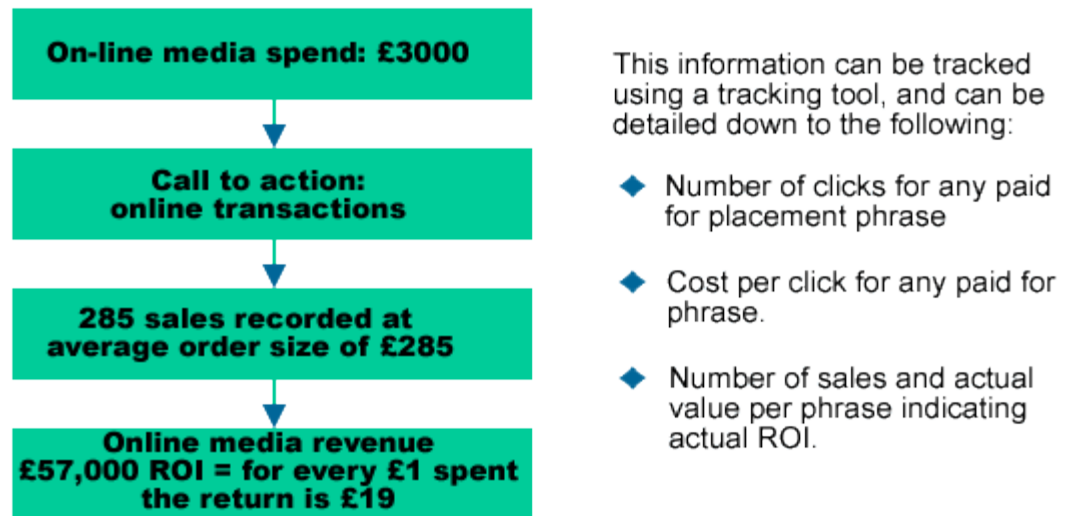 On-line media spend: £3000
Call to action:
online transactions
285 sales recorded at
average order size of £285
Online media revenue
£57,000 ROI = for every £1 spent
the return is £19
This information can be tracked
using a tracking tool, and can be
detailed down to the following:
Number of clicks for any paid
for placement phrase
Cost per click for any paid for
phrase.
Number of sales and actual
value per phrase indicating
actual ROI.